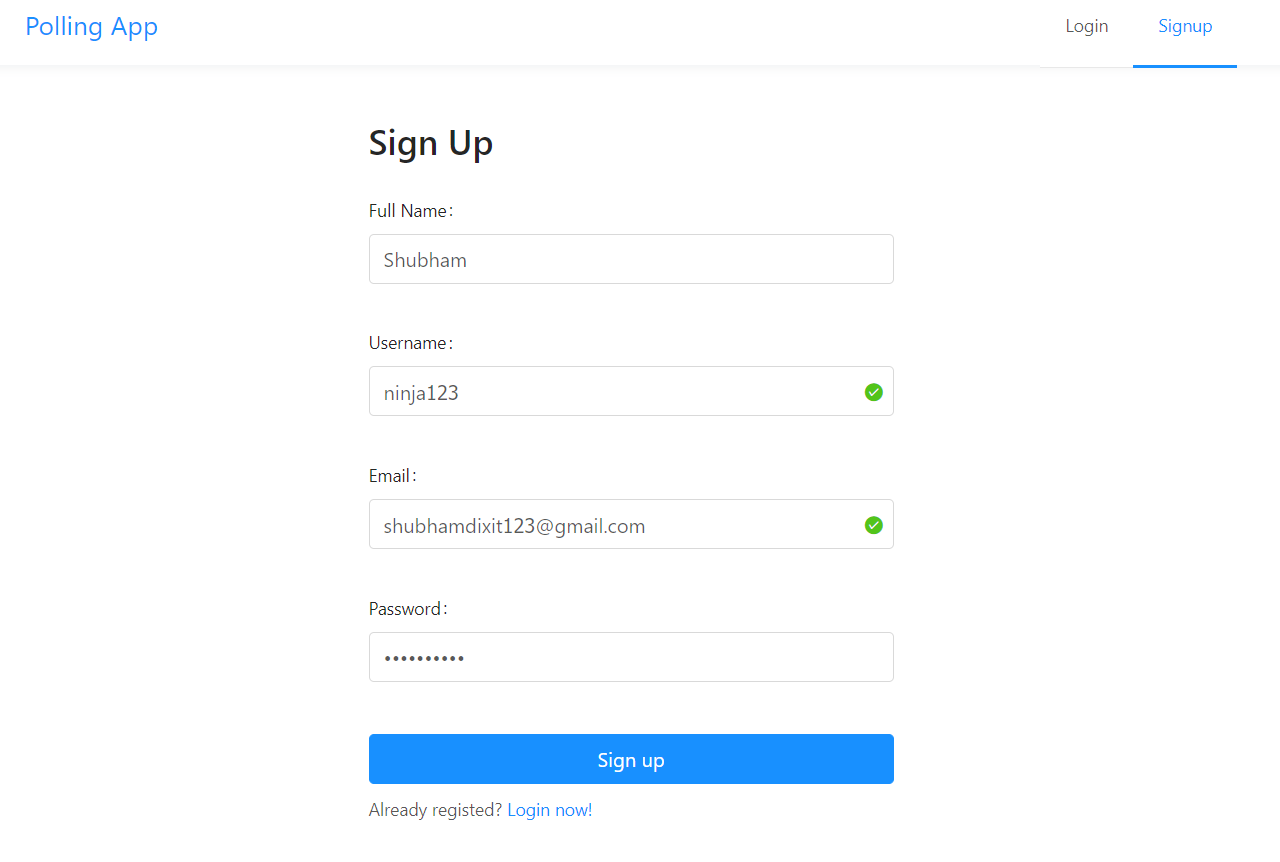 Polling App
Login
Signup
Sign Up
Full Name:
Shubham
Username:
ninja123
Email:
shubhamdixit123@gmail.com
Password:
••••••••••
Sign up
Already registed? Login now!